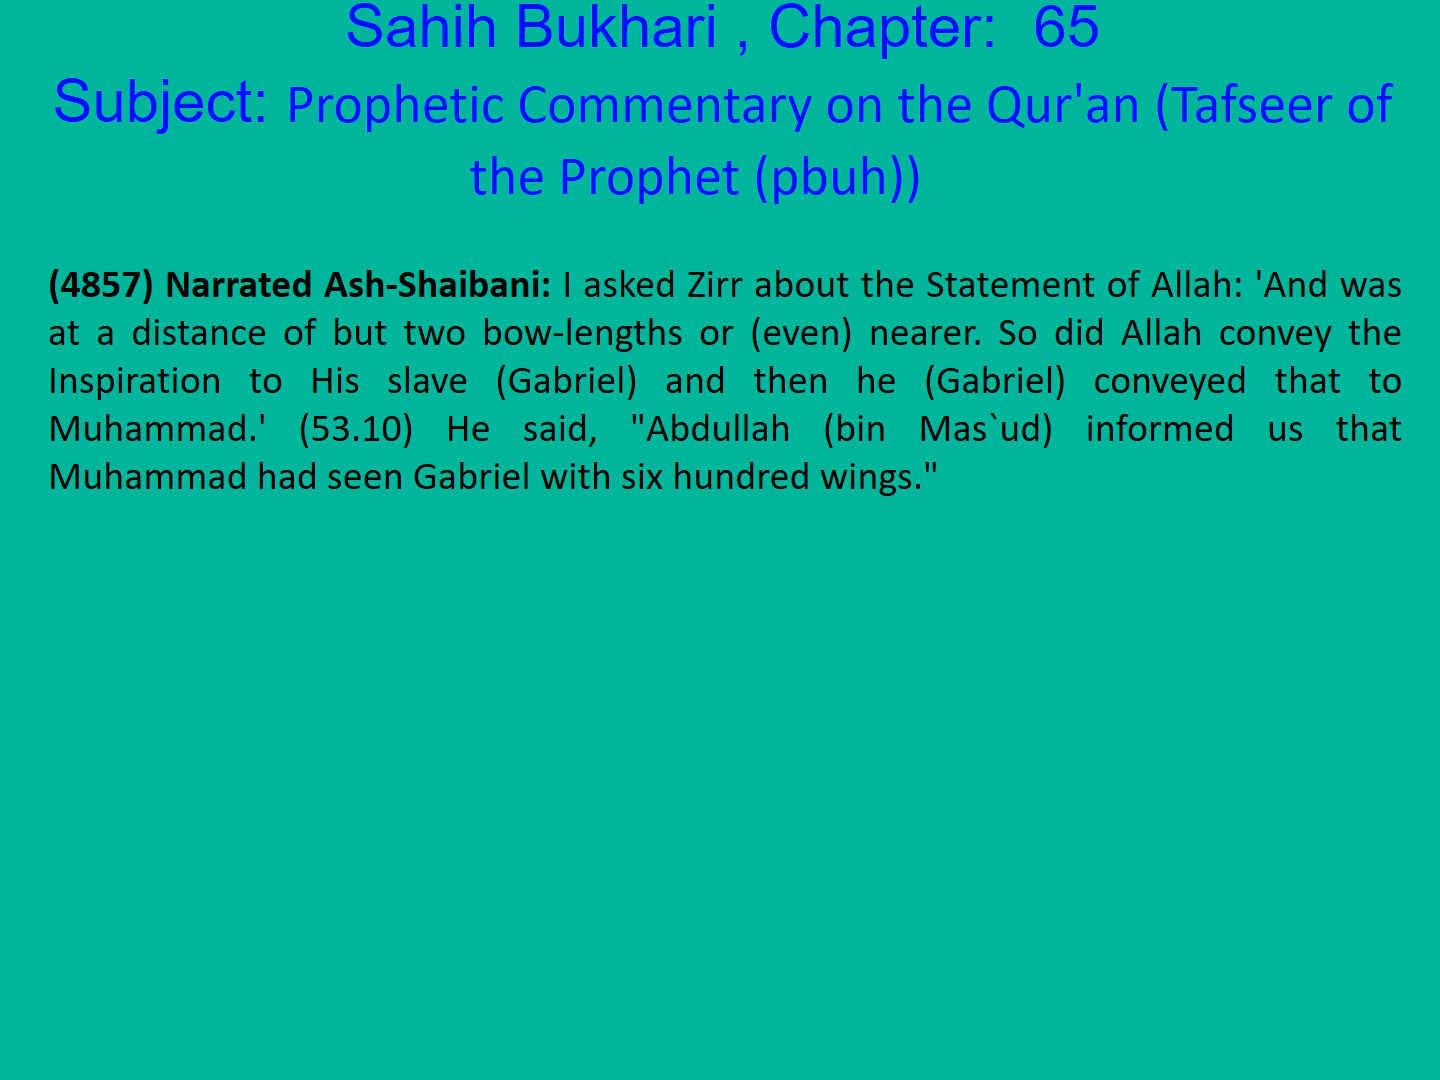 Sahih Bukhari , Chapter:  65
Subject: Prophetic Commentary on the Qur'an (Tafseer of
the Prophet (pbuh))
(4857) Narrated Ash-Shaibani: I asked Zirr about the Statement of Allah: 'And was
at a distance of but two bow-lengths or (even) nearer. So did Allah convey the
Inspiration to His slave (Gabriel) and then he (Gabriel) conveyed that to
Muhammad.' (53.10) He said, "Abdullah (bin Mas`ud) informed us that
Muhammad had seen Gabriel with six hundred wings."